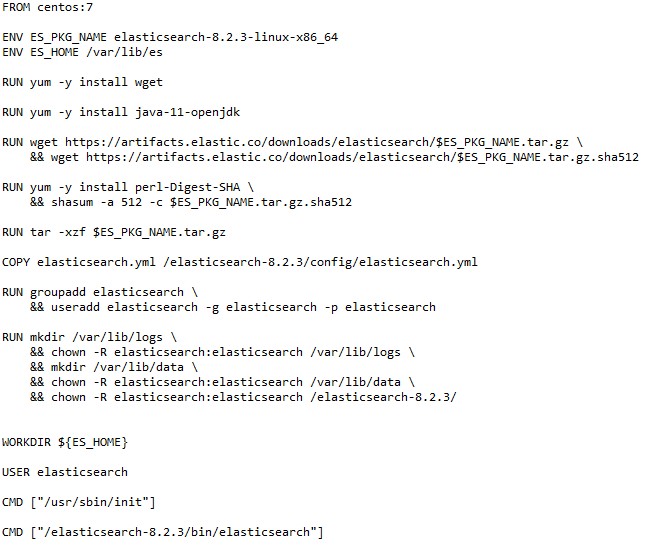 FROM centos:7
ENV ES_PKG_NAME elasticsearch-8.2.3-linux-x86_64
ENV ES_HOME /var/lib/es
RUN yum -y install wget
RUN yum -y install java-11-openjdk
RUN wget https://artifacts.elastic.co/downloads/elasticsearch/$ES_PKG_NAME.tar.gz \
    && wget https://artifacts.elastic.co/downloads/elasticsearch/$ES_PKG_NAME.tar.gz.sha512
RUN yum -y install perl-Digest-SHA \
    && shasum -a 512 -c $ES_PKG_NAME.tar.gz.sha512
RUN tar -xzf $ES_PKG_NAME.tar.gz
COPY elasticsearch.yml /elasticsearch-8.2.3/config/elasticsearch.yml
RUN groupadd elasticsearch \
    && useradd elasticsearch -g elasticsearch -p elasticsearch
RUN mkdir /var/lib/logs \
    && chown -R elasticsearch:elasticsearch /var/lib/logs \
    && mkdir /var/lib/data \
    && chown -R elasticsearch:elasticsearch /var/lib/data \
    && chown -R elasticsearch:elasticsearch /elasticsearch-8.2.3/
WORKDIR ${ES_HOME}
USER elasticsearch
CMD ["/usr/sbin/init"]
CMD ["/elasticsearch-8.2.3/bin/elasticsearch"]